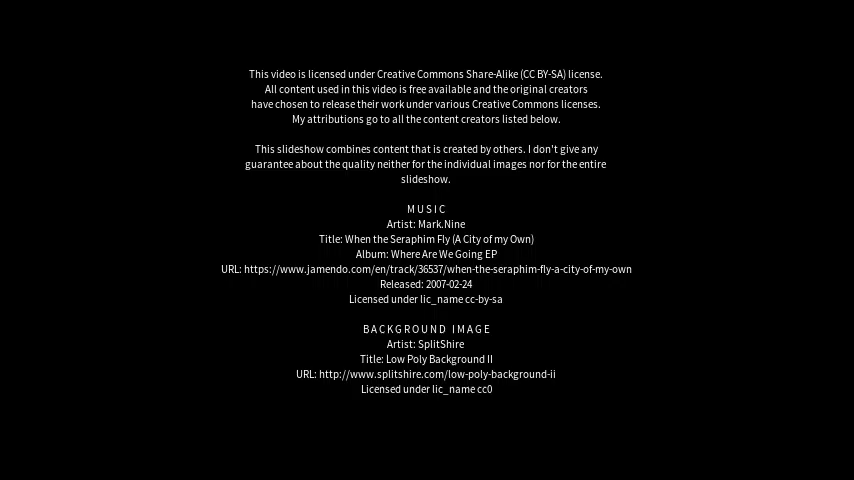 This video is licensed under Creative Commons Share-Alike (CC BY-SA) license.
All content used in this video is free available and the original creators
have chosen to release their work under various Creative Commons licenses.
My attributions go to all the content creators listed below.
This slideshow combines content that is created by others. I don't give any
guarantee about the quality neither for the individual images nor for the entire
slideshow.
MUSIC
Artist: Mark.Nine
Title: When the Seraphim Fly (A City of my Own)
Album: Where Are We Going EP
URL: https://www.jamendo.com/en/track/36537/when-the-seraphim-fly-a-city-of-my-own
Released: 2007-02-24
Licensed under lic_name cc-by-sa
BACKGROUND IMAGE
Artist: SplitShire
Title: Low Poly Background II
URL: http://www.splitshire.com/low-poly-background-ii
Licensed under lic_name cc0